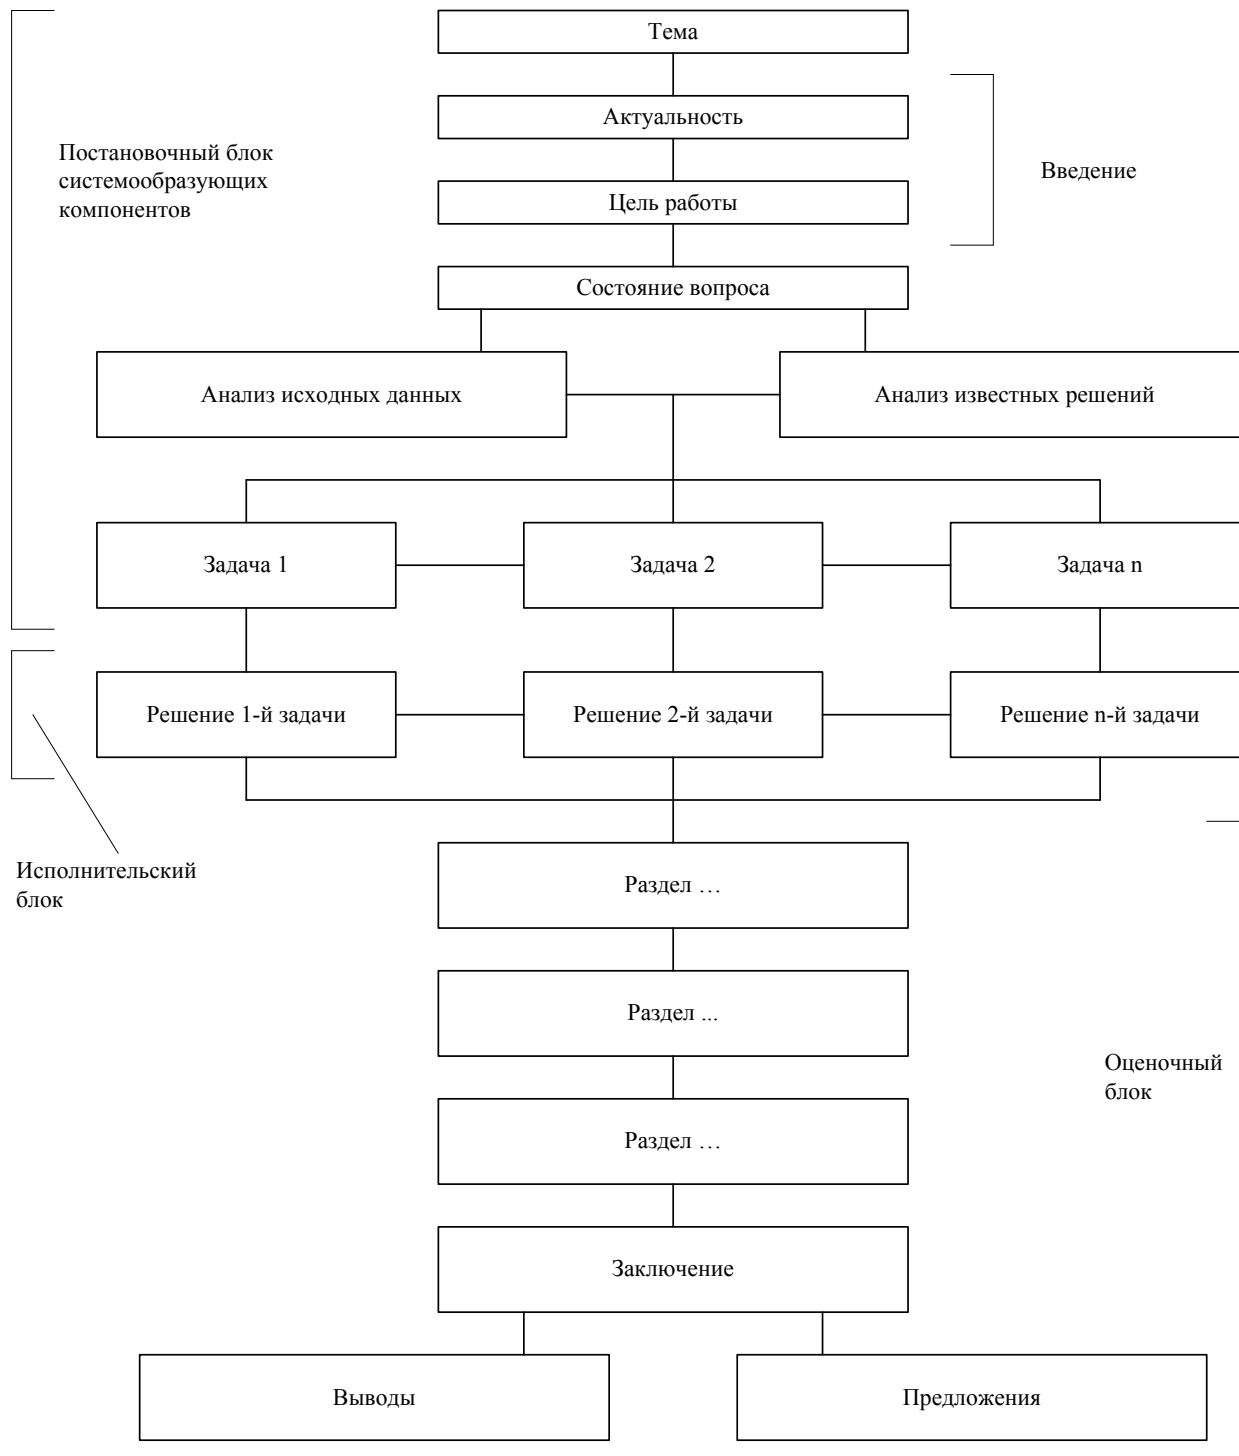 Тема
Актуальность
Постановочный блок
системообразующих
компонентов
Введение
Цель работы
Состояние вопроса
Анализ исходных данных
Анализ известных решений
Задача 1
Задача 2
Задача n
Решение 1-й задачи
Решение 2-й задачи
Решение n-й задачи
Исполнительский
блок
Раздел …
Раздел ...
Оценочный
блок
Раздел …
Заключение
Выводы
Предложения